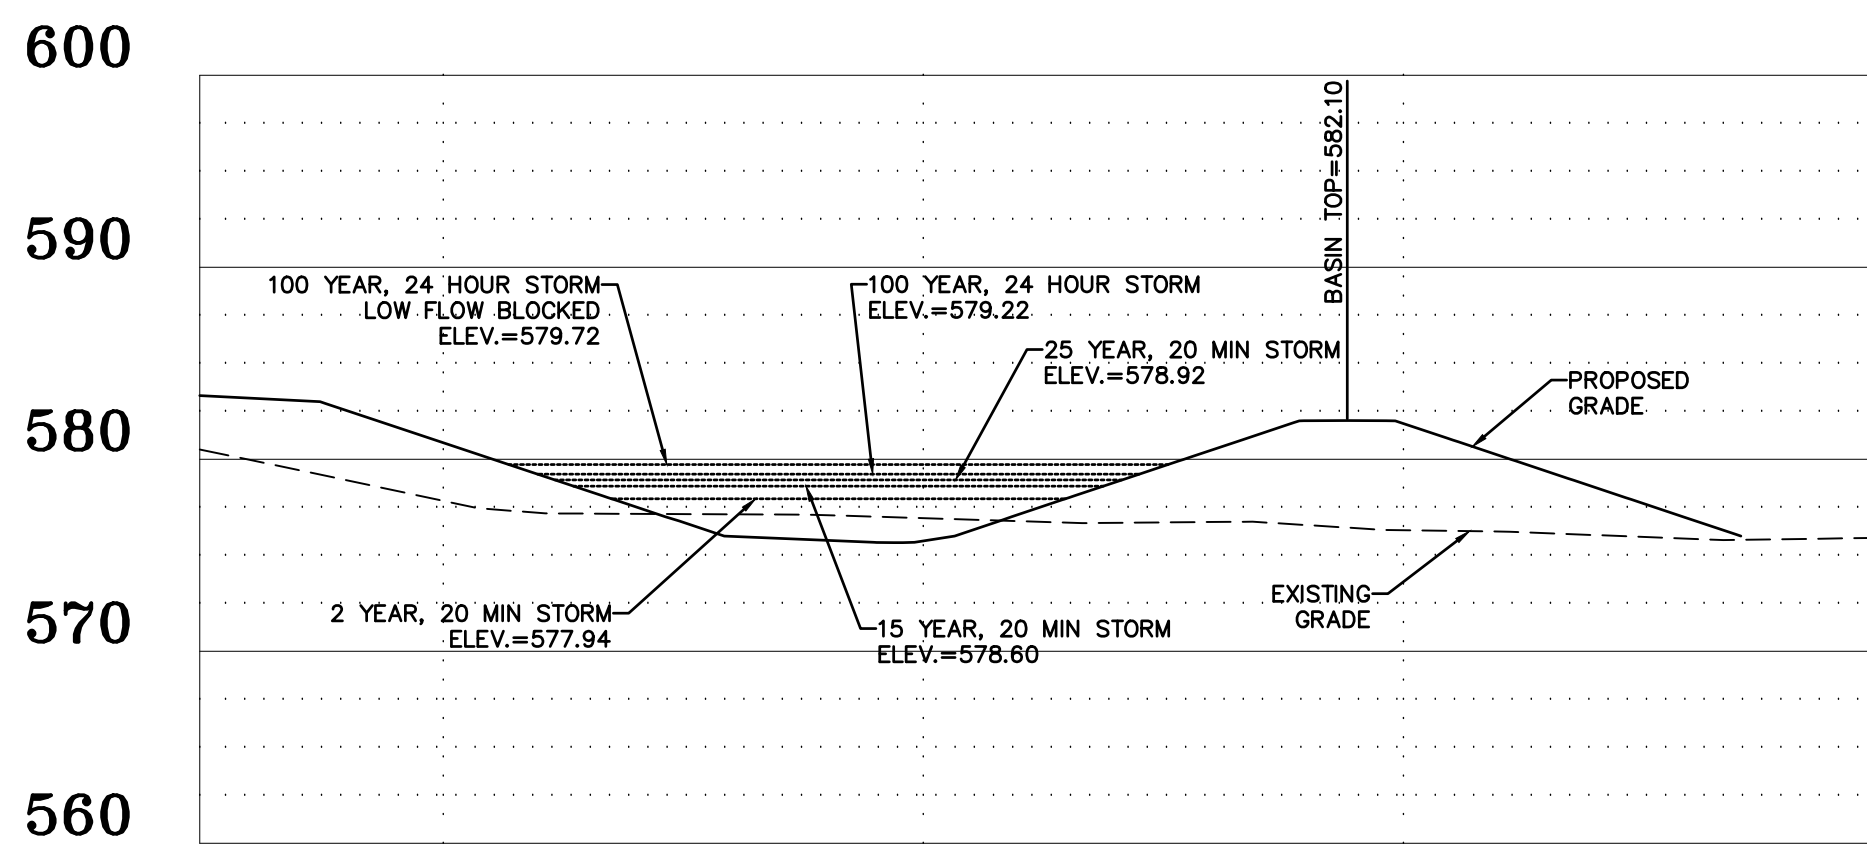 600
590
580
570
560
BASIN TOP=582.10
100 YEAR, 24 HOUR STORM
LOW FLOW BLOCKED
ELEV.=579.72
100 YEAR, 24 HOUR STORM
ELEV.=579.22
25 YEAR, 20 MIN STORM
ELEV.=578.92
PROPOSED
GRADE
2 YEAR, 20 MIN STORM
ELEV.=577.94
15 YEAR, 20 MIN STORM
ELEV.=578.60
EXISTING
GRADE